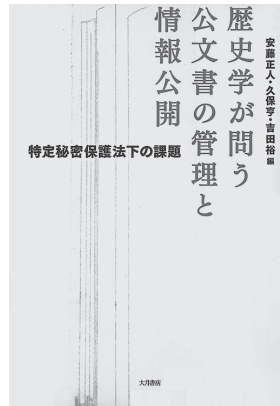 安藤正人・久保亨・吉田裕 編
歴史学が問う
公文書の管理と
情報公開
特定秘密保護法下の課題
大月書店